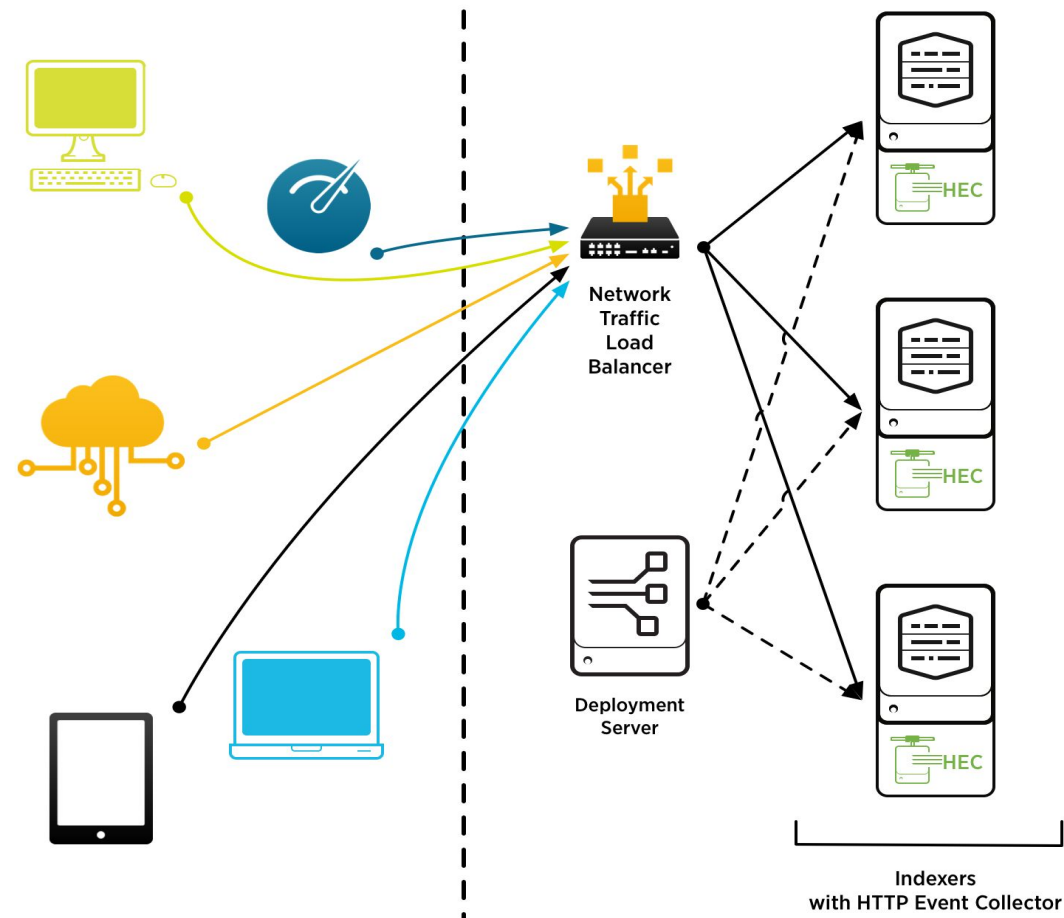 HEC
Network
Traffic
Load
Balancer
HEC
Deployment
Server
HEC
Indexers
with HTTP Event Collector